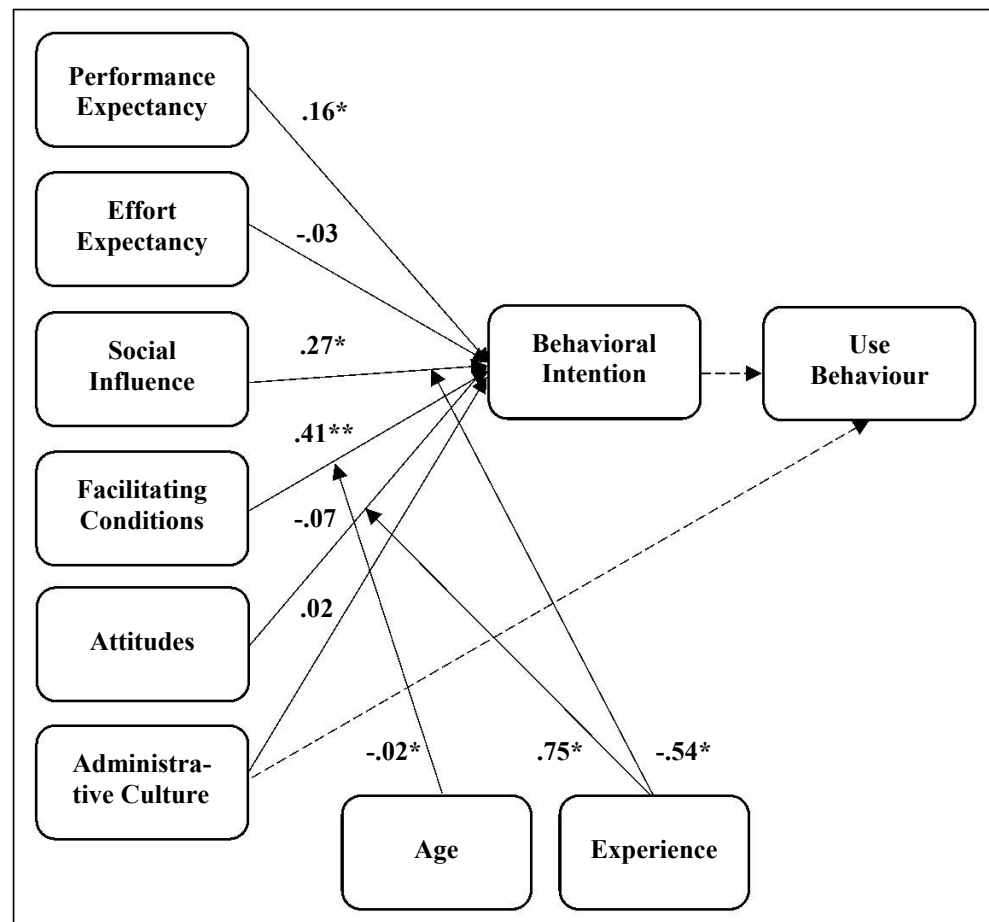 Performance
Expectancy
.16*
Effort
Expectancy
-.03
Social
Influence
.27*
Behavioral
Intention
Use
Behaviour
.41**
Facilitating
Conditions
-.07
Attitudes
.02
Administra-
tive Culture
-.02*
.75*
-.54*
Age
Experience